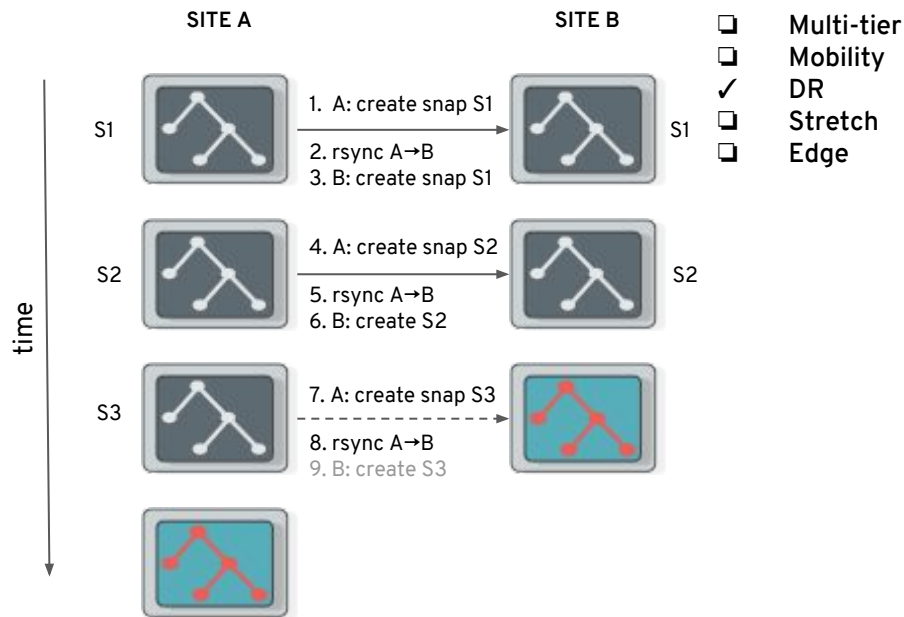 SITE A
SITE B
❏ Multi-tier
❏ Mobility
✓ DR
❏ Stretch
❏ Edge
time
S1
1. A: create snap S1
2. rsync A→B
3. B: create snap S1
S1
S2
4. A: create snap S2
5. rsync A→B
6. B: create S2
S2
S3
7. A: create snap S3
8. rsync A→B
9. B: create S3